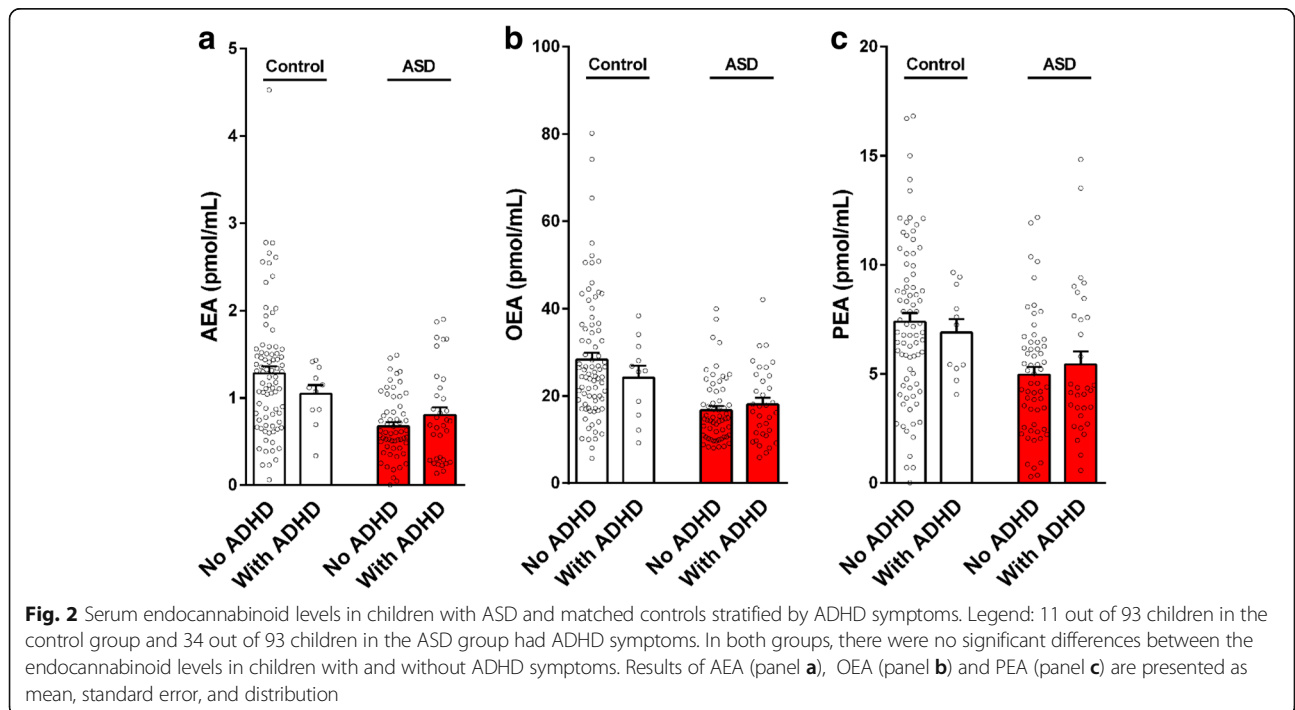 a
b
c
Control
ASD
Control
ASD
Control
ASD
5
4
3
2
1
0
AEA (pmol/mL)
100
80
60
40
20
0
OEA (pmol/mL)
20
15
10
5
0
PEA (pmol/mL)
No ADHD
With ADHD
No ADHD
With ADHD
No ADHD
With ADHD
No ADHD
With ADHD
No ADHD
With ADHD
No ADHD
With ADHD
Fig. 2 Serum endocannabinoid levels in children with ASD and matched controls stratified by ADHD symptoms. Legend: 11 out of 93 children in the
control group and 34 out of 93 children in the ASD group had ADHD symptoms. In both groups, there were no significant differences between the
endocannabinoid levels in children with and without ADHD symptoms. Results of AEA (panel a), OEA (panel b) and PEA (panel c) are presented as
mean, standard error, and distribution